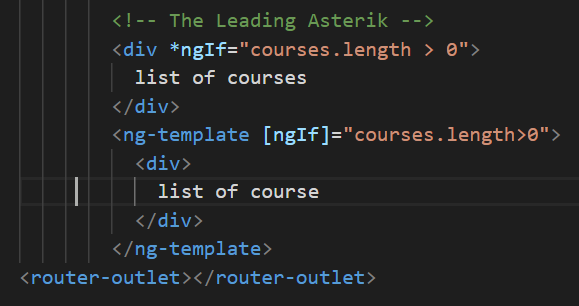 <!-- The Leading Asterik -->
<div *ngIf="courses.length > 0">
list of courses
</div>
<ng-template [ngIf]="courses.length>0">
<div>
list of course
</div>
</ng-template>
<router-outlet></router-outlet>